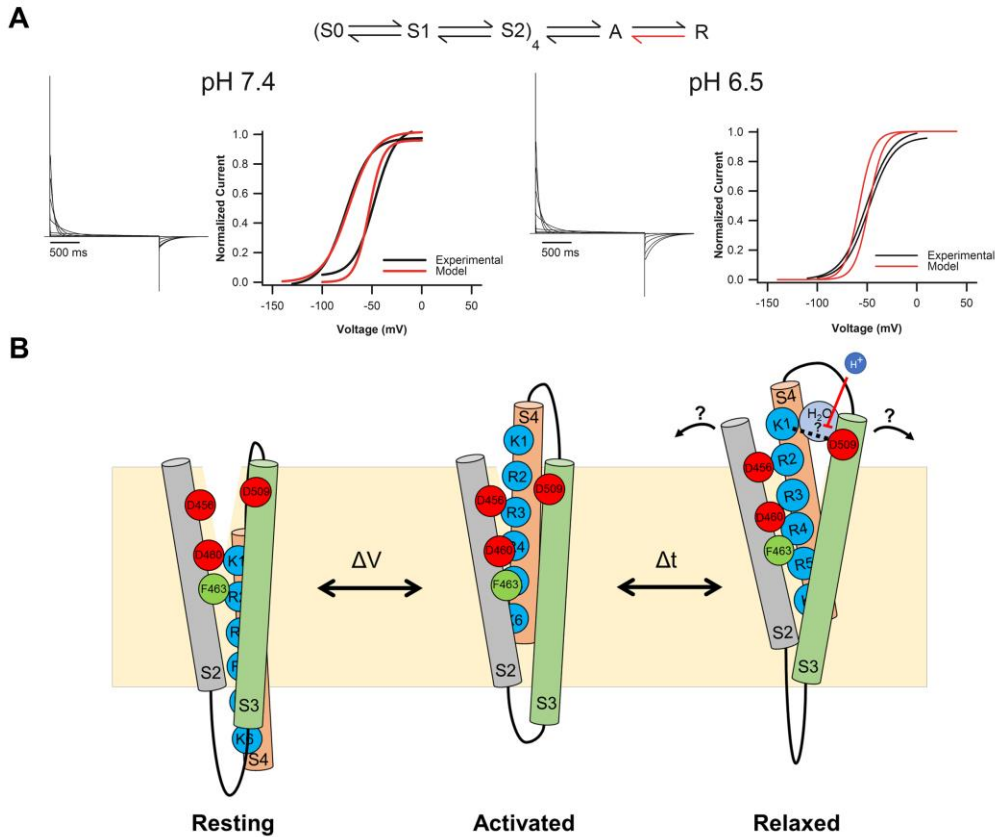 A
(S0 S1 S2)4 A R
pH 7.4
pH 6.5
Normalized Current
1.0
0.8
0.6
0.4
0.2
0.0
500 ms
Experimental
Model
-150 -100 -50 0 50
Voltage (mV)
Normalized Current
1.0
0.8
0.6
0.4
0.2
0.0
500 ms
Experimental
Model
-150 -100 -50 0 50
Voltage (mV)
B
D456
D509
D460
K1
F463
R2
S2
S3
K6
S4
ΔV
S4
K1
R2
D456
D509
R3
D460
R4
F463
K6
S2
S3
Δt
H+
S4
H2O
?
?
?
K1
D509
D456
R2
R3
D460
R4
F463
R5
S2
S3
Resting
Activated
Relaxed